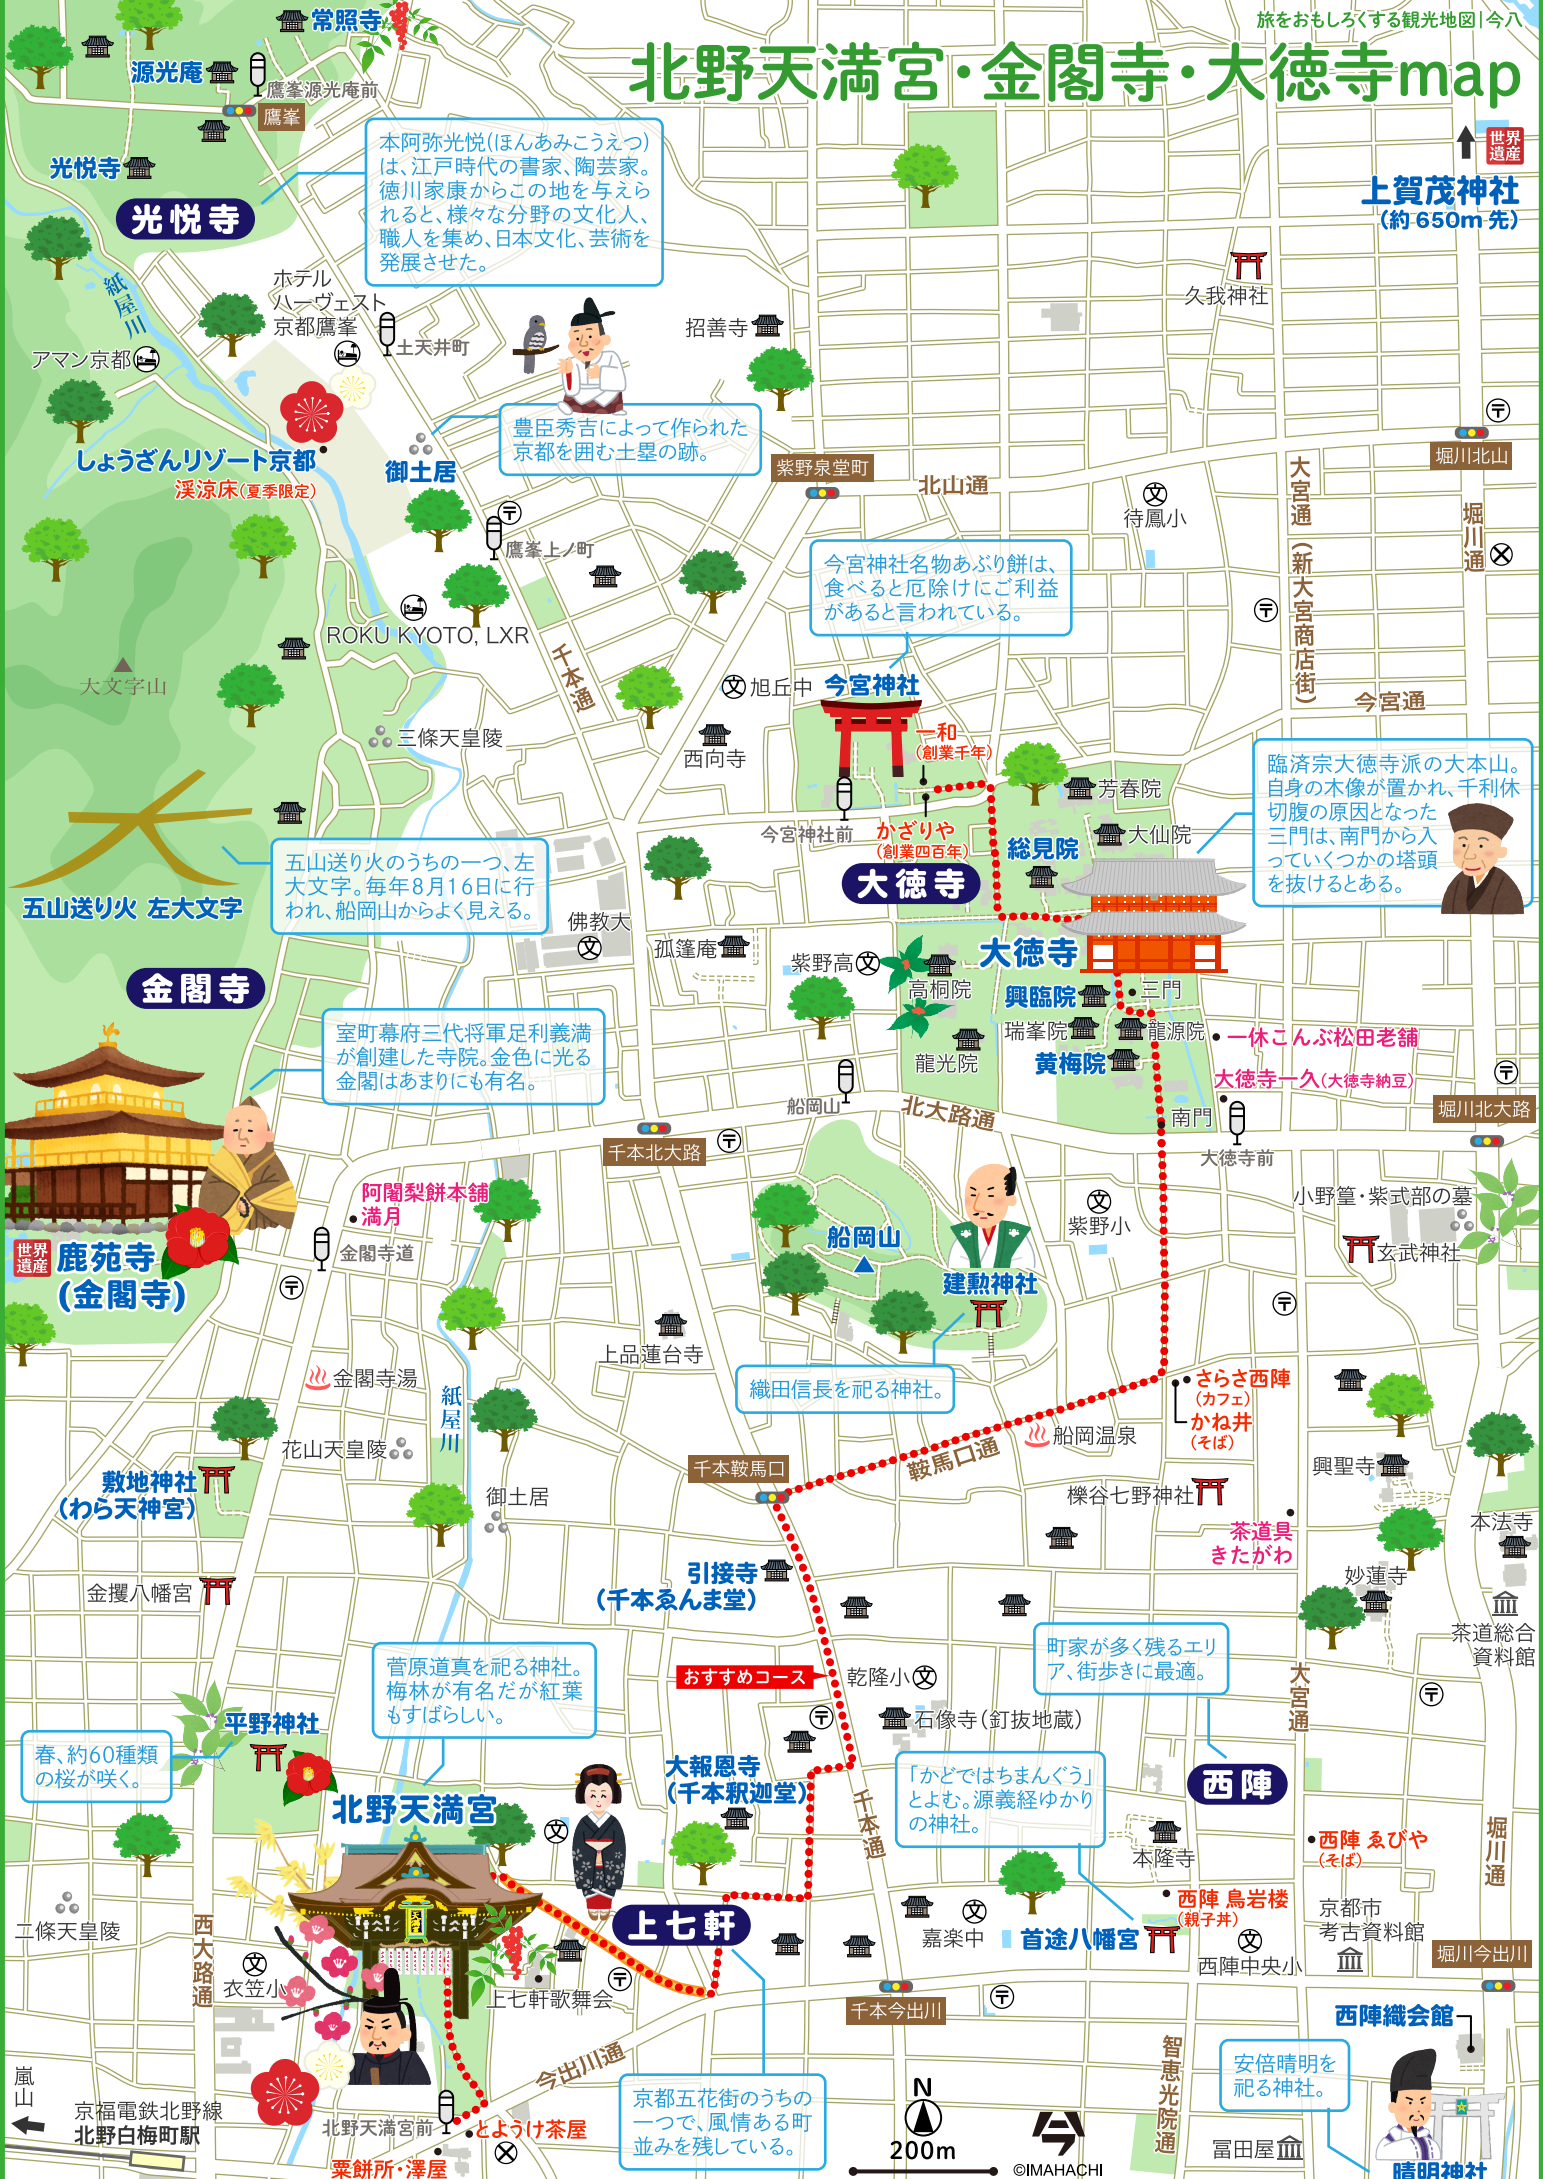 旅をおもしろくする観光地図|今八
北野天満宮・金閣寺・大徳寺map
常照寺
源光庵
鷹峯源光庵前
鷹峯
光悦寺
光悦寺
本阿弥光悦(ほんあみこうえつ)
は、江戸時代の書家、陶芸家。
徳川家康からこの地を与えら
れると、様々な分野の文化人、
職人を集め、日本文化、芸術を
発展させた。
世界
遺産
上賀茂神社
(約650m先)
久我神社
紙屋川
ホテル
ハーヴェスト
京都鷹峯
土天井町
アマン京都
招善寺
しょうざんリゾート京都
渓涼床(夏季限定)
御土居
豊臣秀吉によって作られた
京都を囲む土塁の跡。
紫野泉堂町
北山通
堀川北山
大宮通(新大宮商店街)
堀川通
待鳳小
鷹峯上ノ町
今宮神社名物あぶり餅は、
食べると厄除けにご利益
があると言われている。
ROKU KYOTO, LXR
千本通
大文字山
旭丘中
今宮神社
今宮通
三條天皇陵
西向寺
一和
(創業千年)
臨済宗大徳寺派の大本山。
自身の木像が置かれ、千利休
切腹の原因となった
三門は、南門から入
っていくつかの塔頭
を抜けるとある。
芳春院
今宮神社前
かざりや
(創業四百年)
大仙院
総見院
大徳寺
五山送り火のうちの一つ、左
大文字。毎年8月16日に行
われ、船岡山からよく見える。
五山送り火 左大文字
佛教大
孤篷庵
紫野高
大徳寺
金閣寺
高桐院
興臨院
三門
室町幕府三代将軍足利義満
が創建した寺院。金色に光る
金閣はあまりにも有名。
瑞峯院
龍源院
一休こんぶ松田老舗
龍光院
黄梅院
大徳寺一久(大徳寺納豆)
船岡山
北大路通
南門
堀川北大路
千本北大路
大徳寺前
阿闍梨餅本舗
満月
金閣寺道
世界
遺産
鹿苑寺
(金閣寺)
船岡山
紫野小
小野篁・紫式部の墓
玄武神社
建勲神社
上品蓮台寺
金閣寺湯
織田信長を祀る神社。
さらさ西陣
(カフェ)
かね井
(そば)
紙屋川
花山天皇陵
船岡温泉
鞍馬口通
千本鞍馬口
敷地神社
(わら天神宮)
御土居
櫟谷七野神社
興聖寺
茶道具
きたがわ
本法寺
引接寺
(千本ゑんま堂)
金攫八幡宮
妙蓮寺
茶道総合
資料館
菅原道真を祀る神社。
梅林が有名だが紅葉
もすばらしい。
町家が多く残るエリ
ア、街歩きに最適。
おすすめコース
乾隆小
大宮通
平野神社
石像寺(釘抜地蔵)
春、約60種類
の桜が咲く。
大報恩寺
(千本釈迦堂)
「かどではちまんぐう」
とよむ。源義経ゆかり
の神社。
西陣
北野天満宮
千本通
堀川通
本隆寺
西陣 ゑびや
(そば)
西陣 鳥岩楼
(親子丼)
二條天皇陵
上七軒
嘉楽中
首途八幡宮
京都市
考古資料館
西大路通
衣笠小
西陣中央小
堀川今出川
上七軒歌舞会
千本今出川
西陣織会館
今出川通
智恵光院通
安倍晴明を
祀る神社。
嵐山
京福電鉄北野線
北野白梅町駅
北野天満宮前
とようけ茶屋
京都五花街のうちの
一つで、風情ある町
並みを残している。
N
200m
©IMAHACHI
冨田屋
粟餅所・澤屋
晴明神社